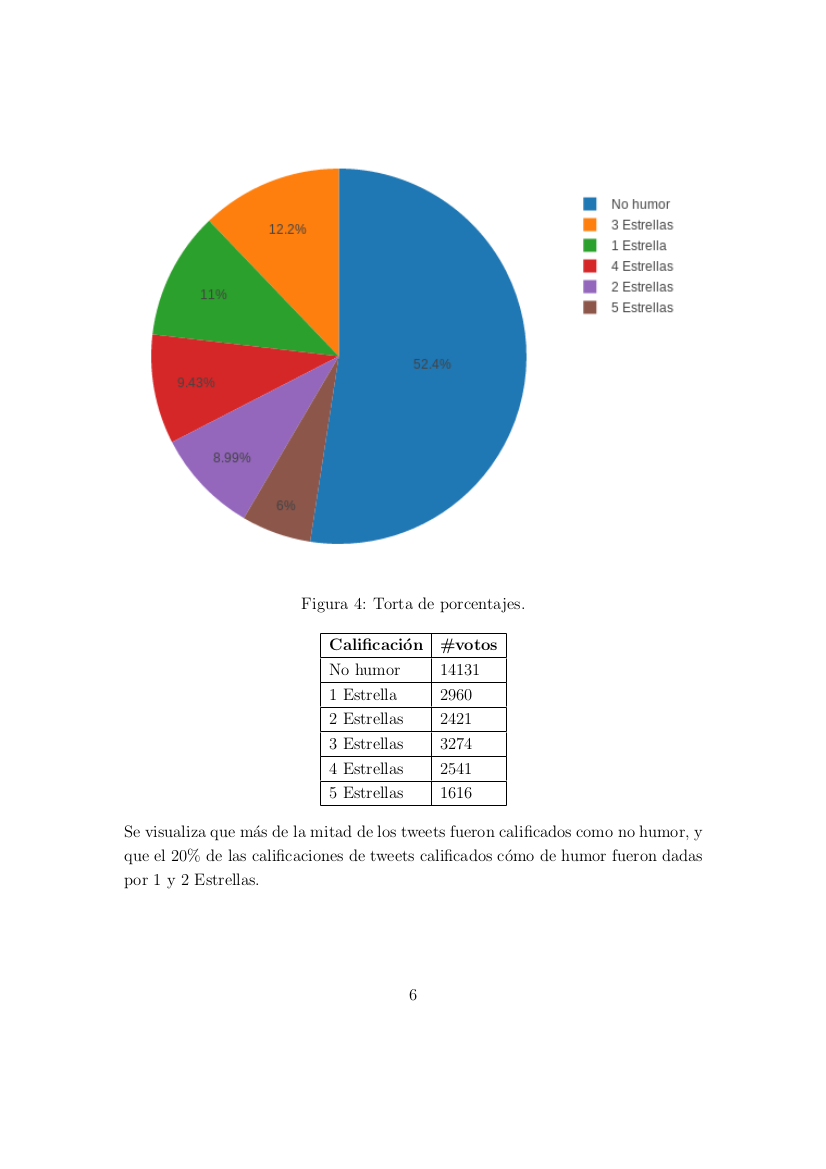 12.2%
11%
9.43%
8.99%
6%
52.4%
No humor
3 Estrellas
1 Estrella
4 Estrellas
2 Estrellas
5 Estrellas
Figura 4: Torta de porcentajes.
Calificación #votos
No humor 14131
1 Estrella 2960
2 Estrellas 2421
3 Estrellas 3274
4 Estrellas 2541
5 Estrellas 1616
Se visualiza que más de la mitad de los tweets fueron calificados como no humor, y
que el 20% de las calificaciones de tweets calificados cómo de humor fueron dadas
por 1 y 2 Estrellas.
6